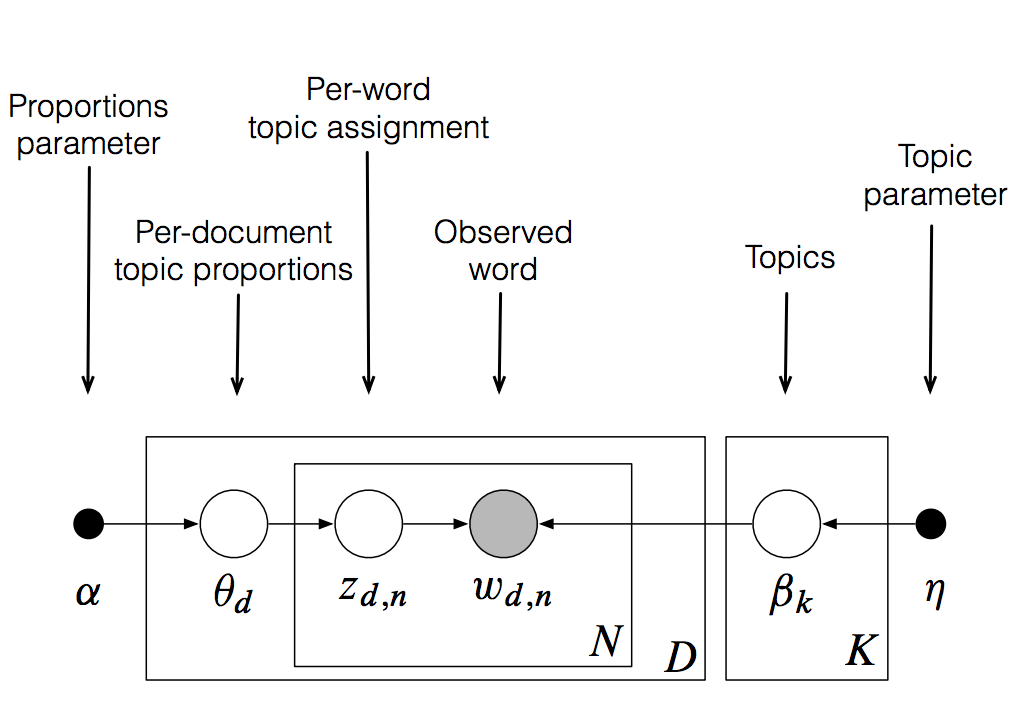 Proportions
parameter
Per-word
topic assignment
Per-document
topic proportions
Observed
word
Topics
Topic
parameter
α
θd
zd,n
wd,n
N
D
βk
K
η